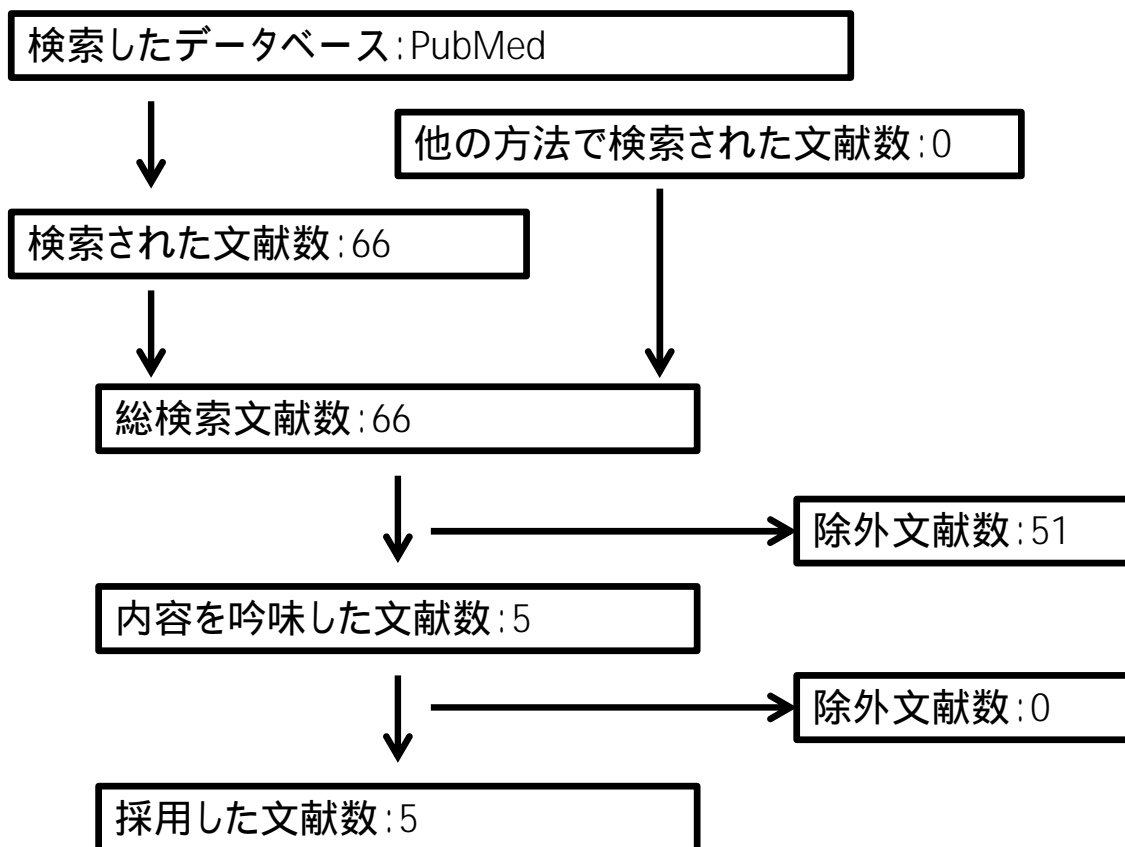 検索したデータベース:PubMed
他の方法で検索された文献数:0
検索された文献数:66
総検索文献数:66
除外文献数:51
内容を吟味した文献数:5
除外文献数:0
採用した文献数:5